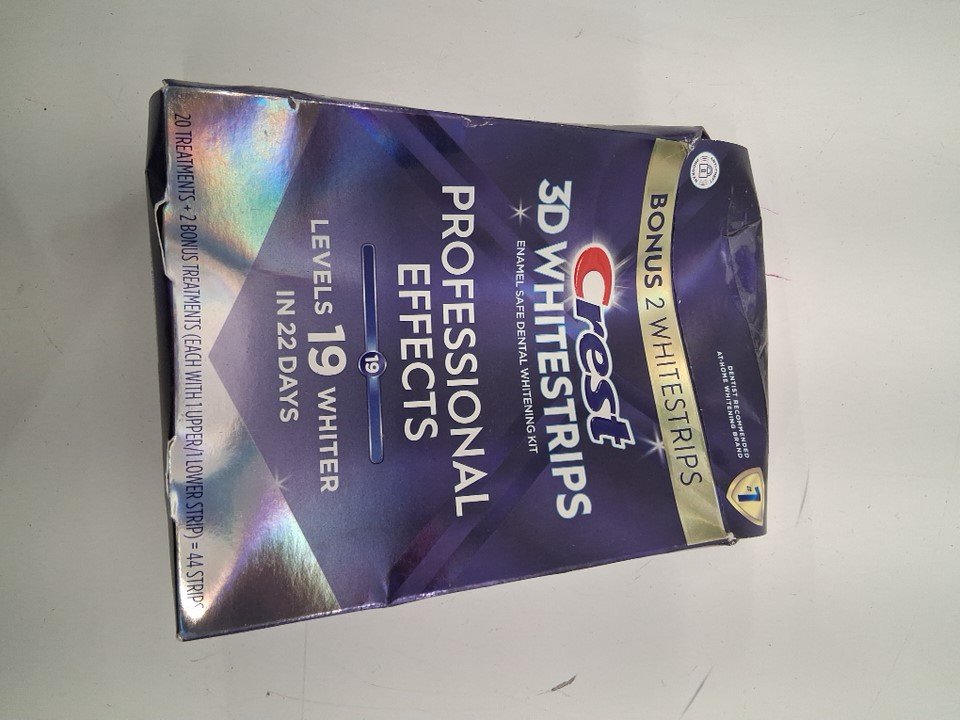 DENTIST RECOMMENDED
AT-HOME WHITENING BRAND
#1
BONUS 2 WHITESTRIPS
Crest
3D WHITESTRIPS
ENAMEL SAFE DENTAL WHITENING KIT
PROFESSIONAL
EFFECTS
19
LEVELS 19 WHITER
IN 22 DAYS
20 TREATMENTS + 2 BONUS TREATMENTS (EACH WITH 1 UPPER/1 LOWER STRIP) = 44 STRIPS